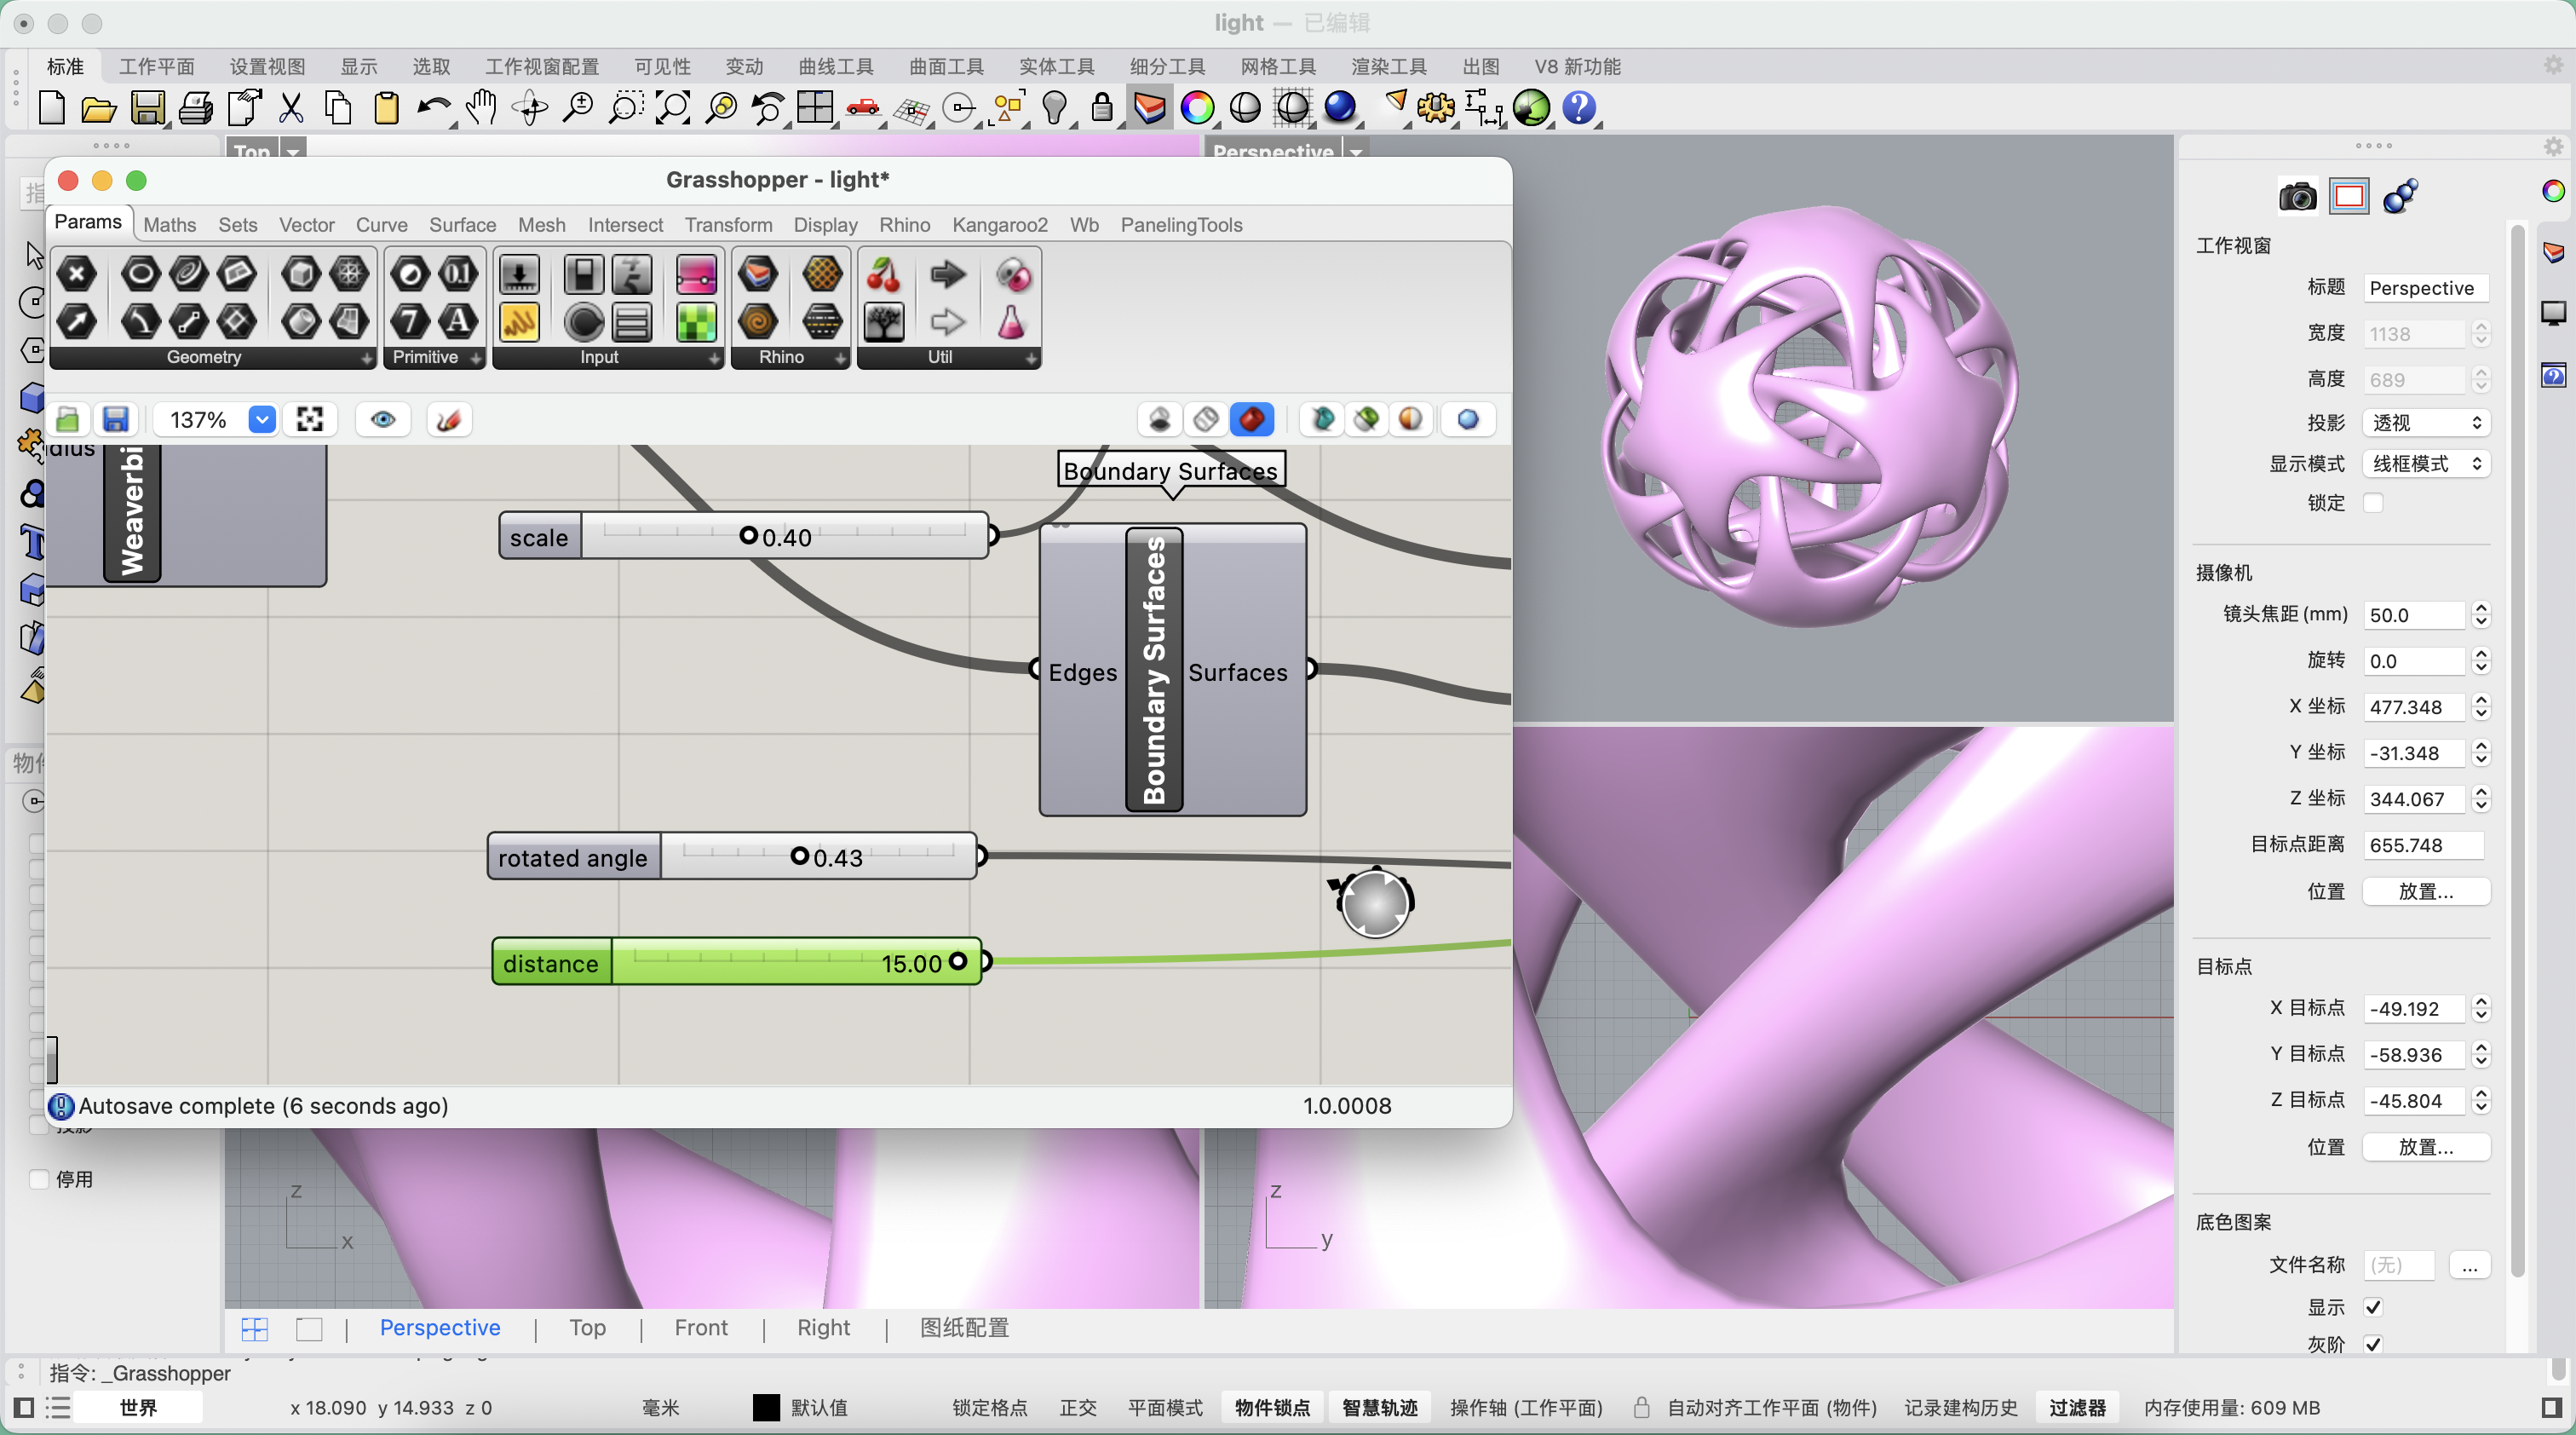 light — 已编辑
标准 工作平面 设置视图 显示 选取 工作视窗配置 可见性 变动 曲线工具 曲面工具 实体工具 细分工具 网格工具 渲染工具 出图 V8 新功能
Top
Perspective
Grasshopper - light*
Params Maths Sets Vector Curve Surface Mesh Intersect Transform Display Rhino Kangaroo2 Wb PanelingTools
Geometry Primitive Input Rhino Util
137%
dius
Weaverbi
Boundary Surfaces
scale 0.40
Edges
Boundary Surfaces
Surfaces
rotated angle 0.43
distance 15.00
Autosave complete (6 seconds ago)
1.0.0008
指
物件
停用
z
x
z
y
工作视窗
标题 Perspective
宽度 1138
高度 689
投影 透视
显示模式 线框模式
锁定
摄像机
镜头焦距 (mm) 50.0
旋转 0.0
X 坐标 477.348
Y 坐标 -31.348
Z 坐标 344.067
目标点距离 655.748
位置 放置...
目标点
X 目标点 -49.192
Y 目标点 -58.936
Z 目标点 -45.804
位置 放置...
底色图案
文件名称 (无) ...
显示
灰阶
Perspective | Top | Front | Right | 图纸配置
指令: _Grasshopper
世界 x 18.090 y 14.933 z 0 毫米 默认值 锁定格点 正交 平面模式 物件锁点 智慧轨迹 操作轴 (工作平面) 自动对齐工作平面 (物件) 记录建构历史 过滤器 内存使用量: 609 MB